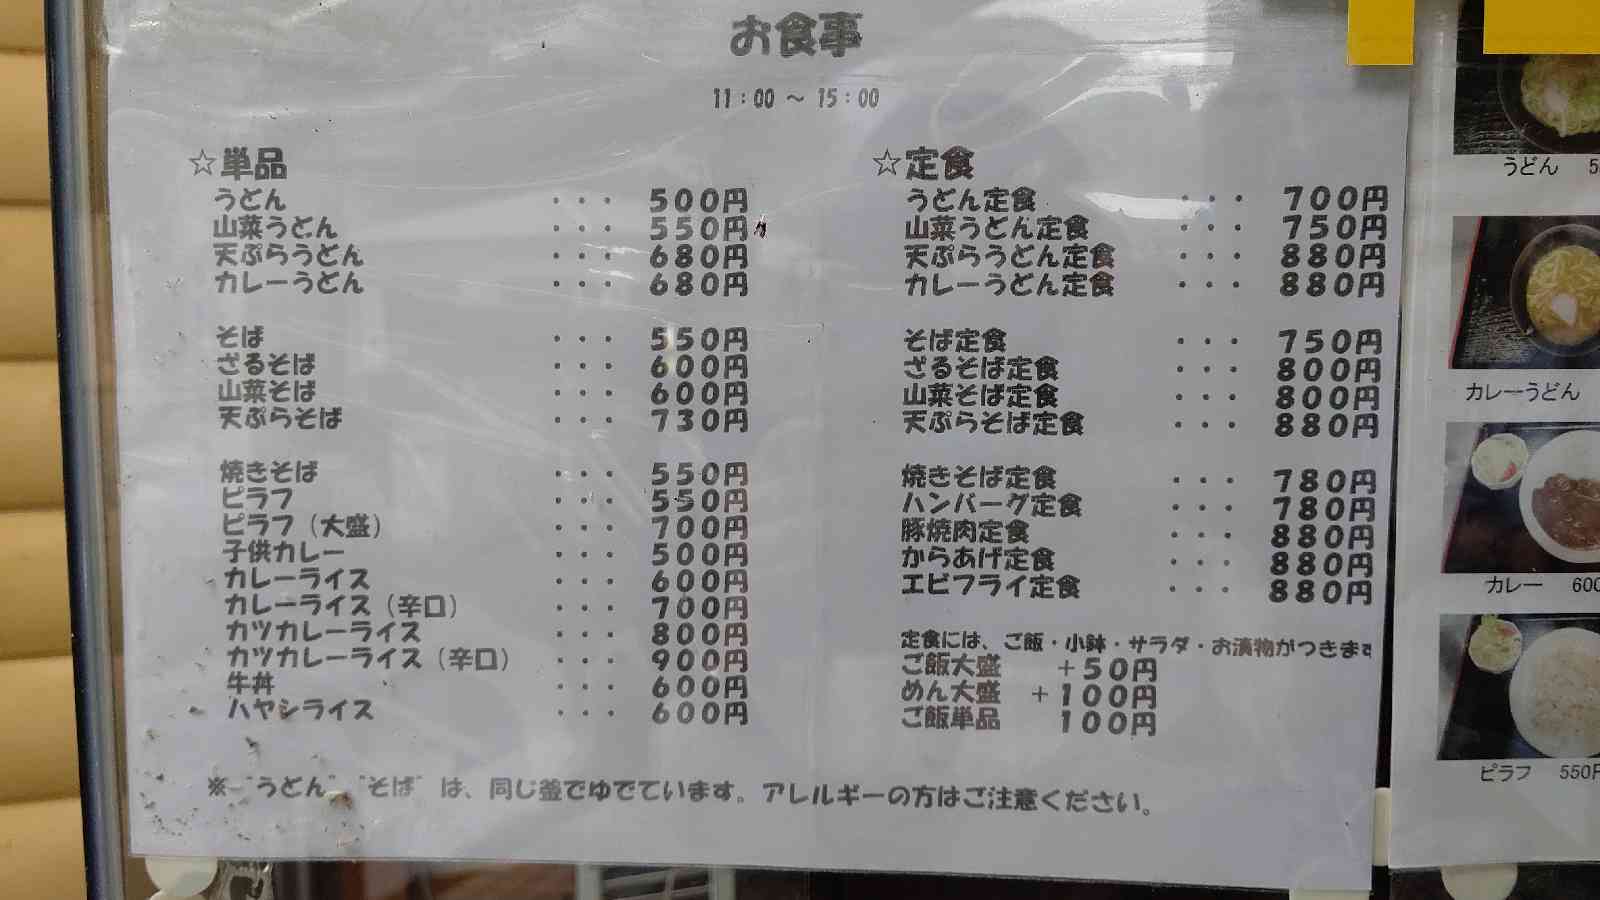 お食事
11:00 ～ 15:00
☆単品
うどん ・・・ 500円
山菜うどん ・・・ 550円
天ぷらうどん ・・・ 680円
カレーうどん ・・・ 680円
そば ・・・ 550円
ざるそば ・・・ 600円
山菜そば ・・・ 600円
天ぷらそば ・・・ 730円
焼きそば ・・・ 550円
ピラフ ・・・ 550円
ピラフ（大盛） ・・・ 700円
子供カレー ・・・ 500円
カレーライス ・・・ 600円
カレーライス（辛口） ・・・ 700円
カツカレーライス ・・・ 800円
カツカレーライス（辛口） ・・・ 900円
牛丼 ・・・ 600円
ハヤシライス ・・・ 600円
☆定食
うどん定食 ・・・ 700円
山菜うどん定食 ・・・ 750円
天ぷらうどん定食 ・・・ 880円
カレーうどん定食 ・・・ 880円
そば定食 ・・・ 750円
ざるそば定食 ・・・ 800円
山菜そば定食 ・・・ 800円
天ぷらそば定食 ・・・ 880円
焼きそば定食 ・・・ 780円
ハンバーグ定食 ・・・ 780円
豚焼肉定食 ・・・ 880円
からあげ定食 ・・・ 880円
エビフライ定食 ・・・ 880円
定食には、ご飯・小鉢・サラダ・お漬物がつきます
ご飯大盛 +50円
めん大盛 +100円
ご飯単品 100円
※"うどん" "そば" は、同じ釜でゆでています。アレルギーの方はご注意ください。
うどん
カレーうどん
カレー 600
ピラフ 550円